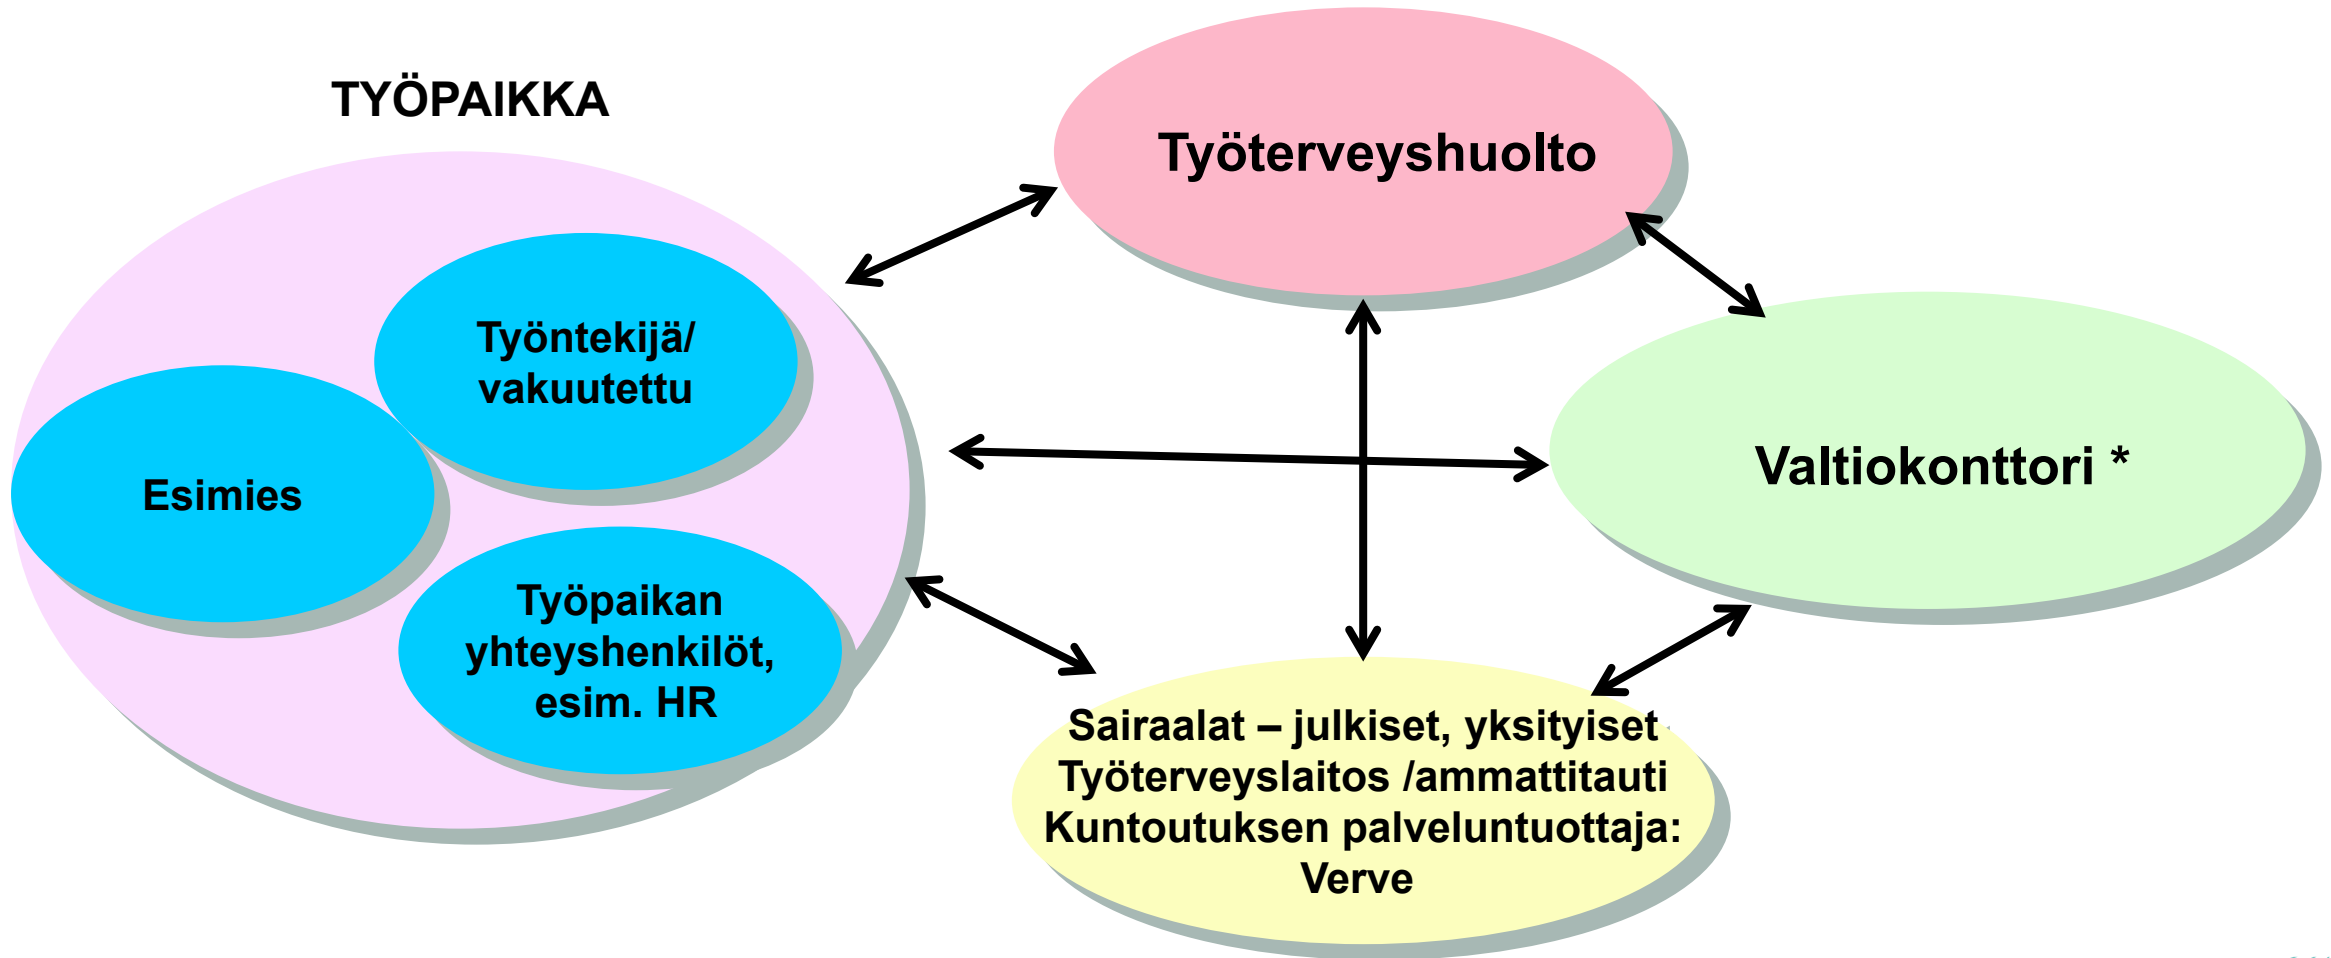 TYÖPAIKKA
Työterveyshuolto
Työntekijä/
vakuutettu
Esimies
Valtiokonttori *
Työpaikan
yhteyshenkilöt,
esim. HR
Sairaalat – julkiset, yksityiset
Työterveyslaitos /ammattitauti
Kuntoutuksen palveluntuottaja:
Verve